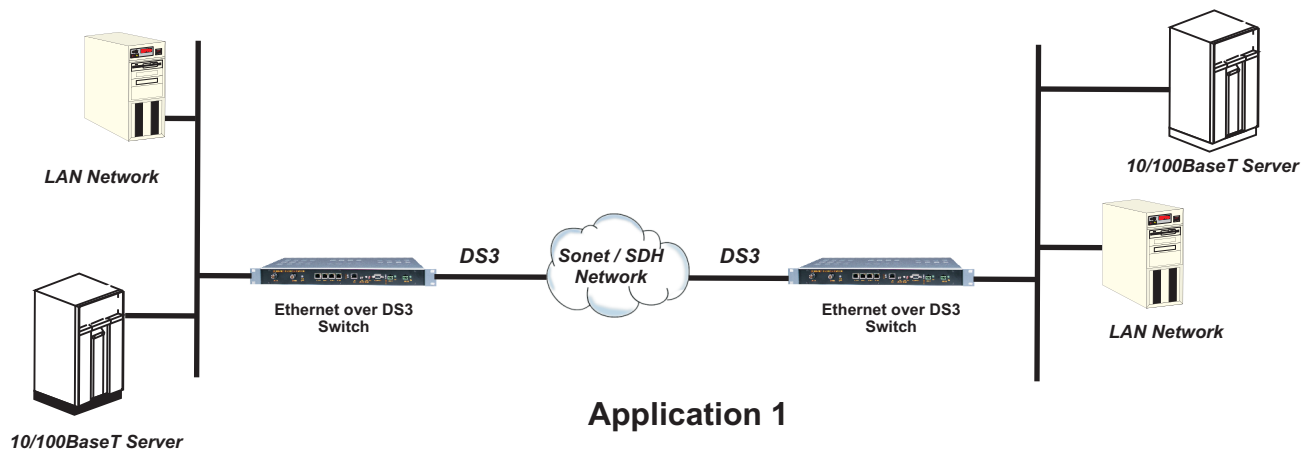 LAN Network
10/100BaseT Server
Ethernet over DS3
Switch
DS3
Sonet / SDH
Network
DS3
Ethernet over DS3
Switch
10/100BaseT Server
LAN Network
Application 1